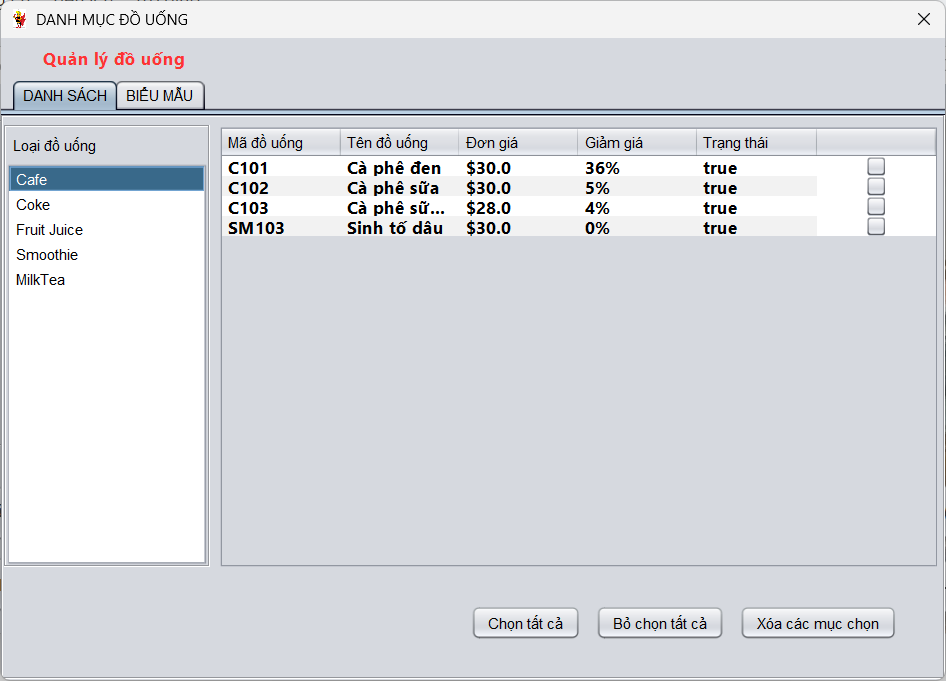 DANH MỤC ĐỒ UỐNG
Quản lý đồ uống
DANH SÁCH BIỂU MẪU
Loại đồ uống
Cafe
Coke
Fruit Juice
Smoothie
MilkTea
Mã đồ uống Tên đồ uống Đơn giá Giảm giá Trạng thái
C101 Cà phê đen $30.0 36% true
C102 Cà phê sữa $30.0 5% true
C103 Cà phê sữ... $28.0 4% true
SM103 Sinh tố dâu $30.0 0% true
Chọn tất cả Bỏ chọn tất cả Xóa các mục chọn